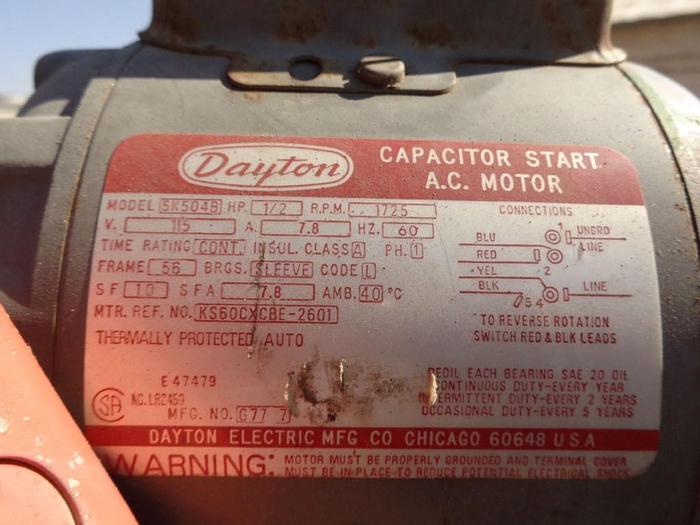 Dayton CAPACITOR START
A.C. MOTOR
MODEL 5K504B HP. 1/2 R.P.M. 1725
V. 115 A. 7.8 HZ. 60
TIME RATING CONT. INSUL. CLASS A PH. 1
FRAME 56 BRGS. SLEEVE CODE L
S F 1.0 S F A 7.8 AMB. 40 °C
MTR. REF. NO. KS60CXCBE-2601
THERMALLY PROTECTED AUTO
CONNECTIONS
BLU 1 UNGRD
LINE
RED
YEL 2
BLK LINE
5 4
TO REVERSE ROTATION
SWITCH RED & BLK LEADS
E 47479
SA NO. LR2459
MFG. NO. G77 7
REOIL EACH BEARING SAE 20 OIL
CONTINUOUS DUTY-EVERY YEAR
INTERMITTENT DUTY-EVERY 2 YEARS
OCCASIONAL DUTY-EVERY 5 YEARS
DAYTON ELECTRIC MFG CO CHICAGO 60648 U S A
WARNING: MOTOR MUST BE PROPERLY GROUNDED AND TERMINAL COVER
MUST BE IN PLACE TO REDUCE POTENTIAL ELECTRICAL SHOCK